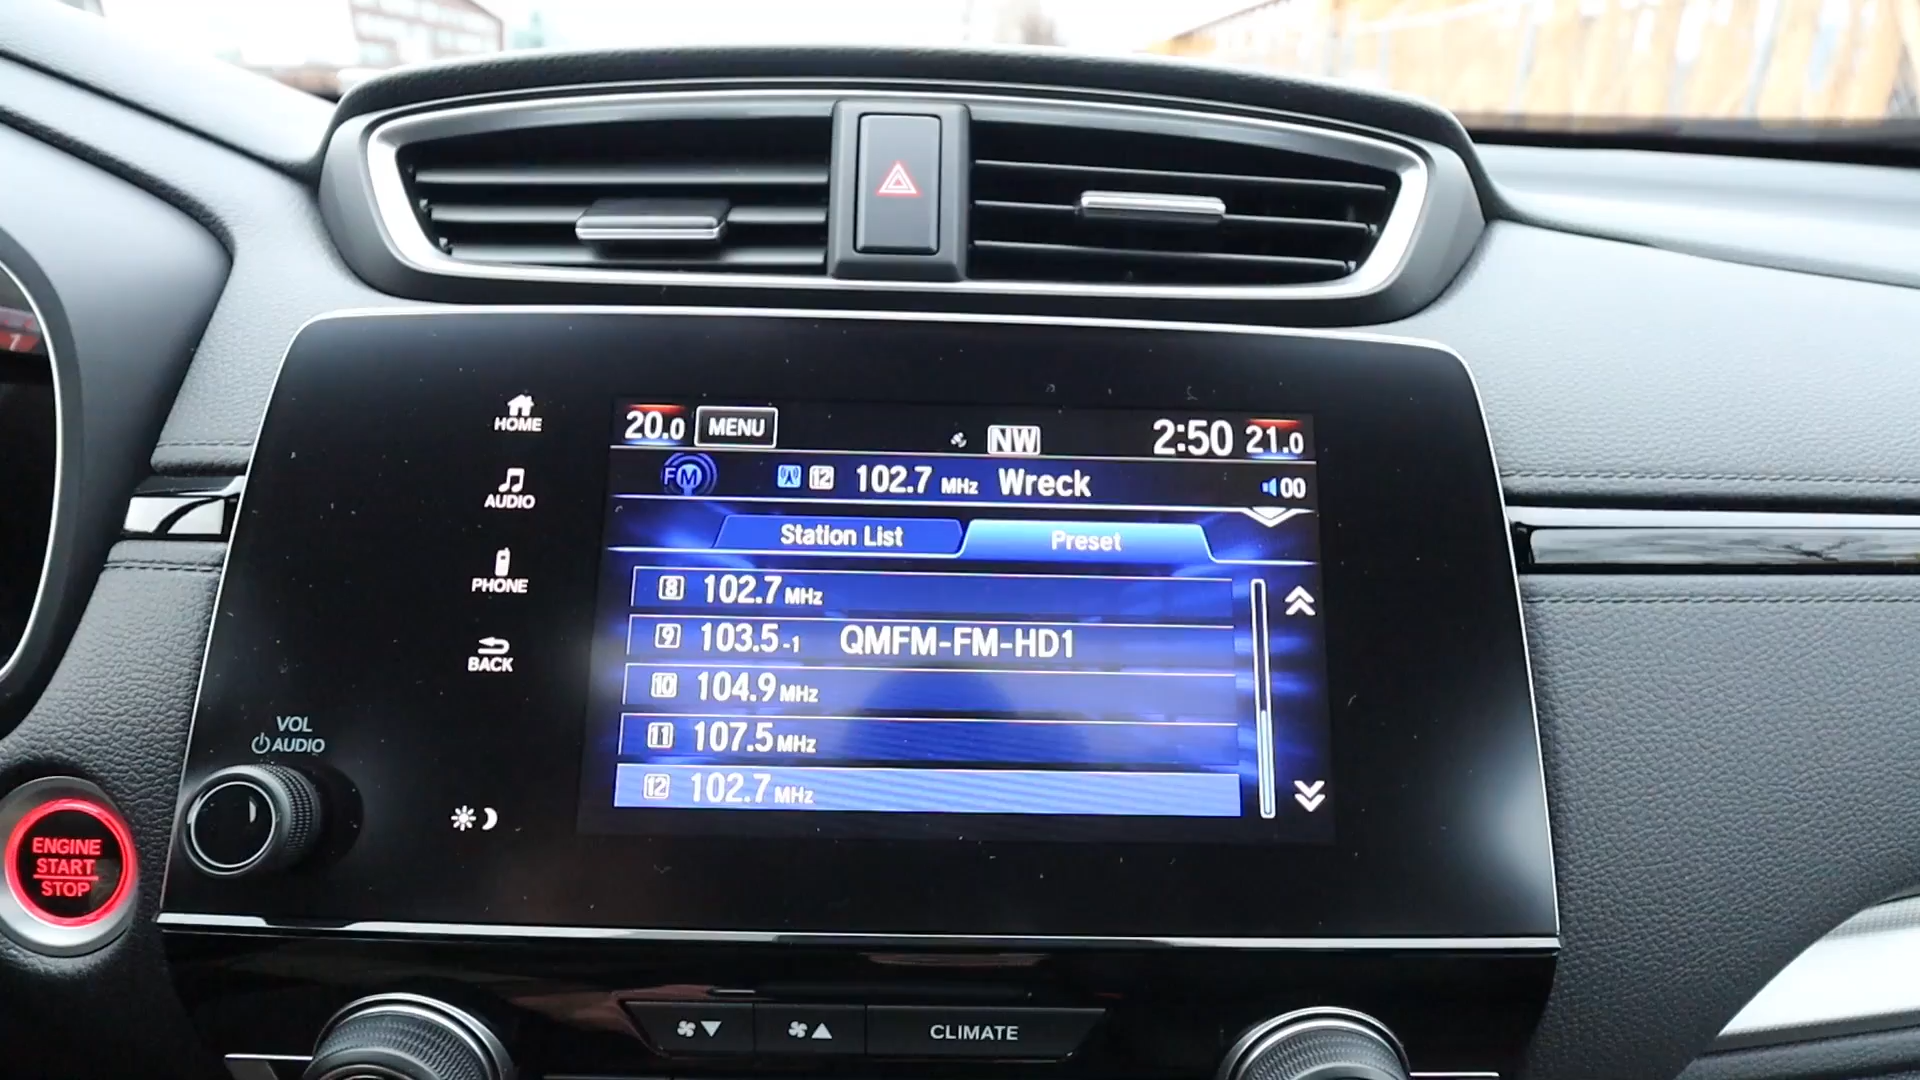 HOME
AUDIO
PHONE
BACK
VOL
AUDIO
ENGINE
START
STOP
20.0 MENU NW 2:50 21.0
FM 12 102.7 MHz Wreck 00
Station List Preset
8 102.7 MHz
9 103.5-1 QMFM-FM-HD1
10 104.9 MHz
11 107.5 MHz
12 102.7 MHz
CLIMATE
1